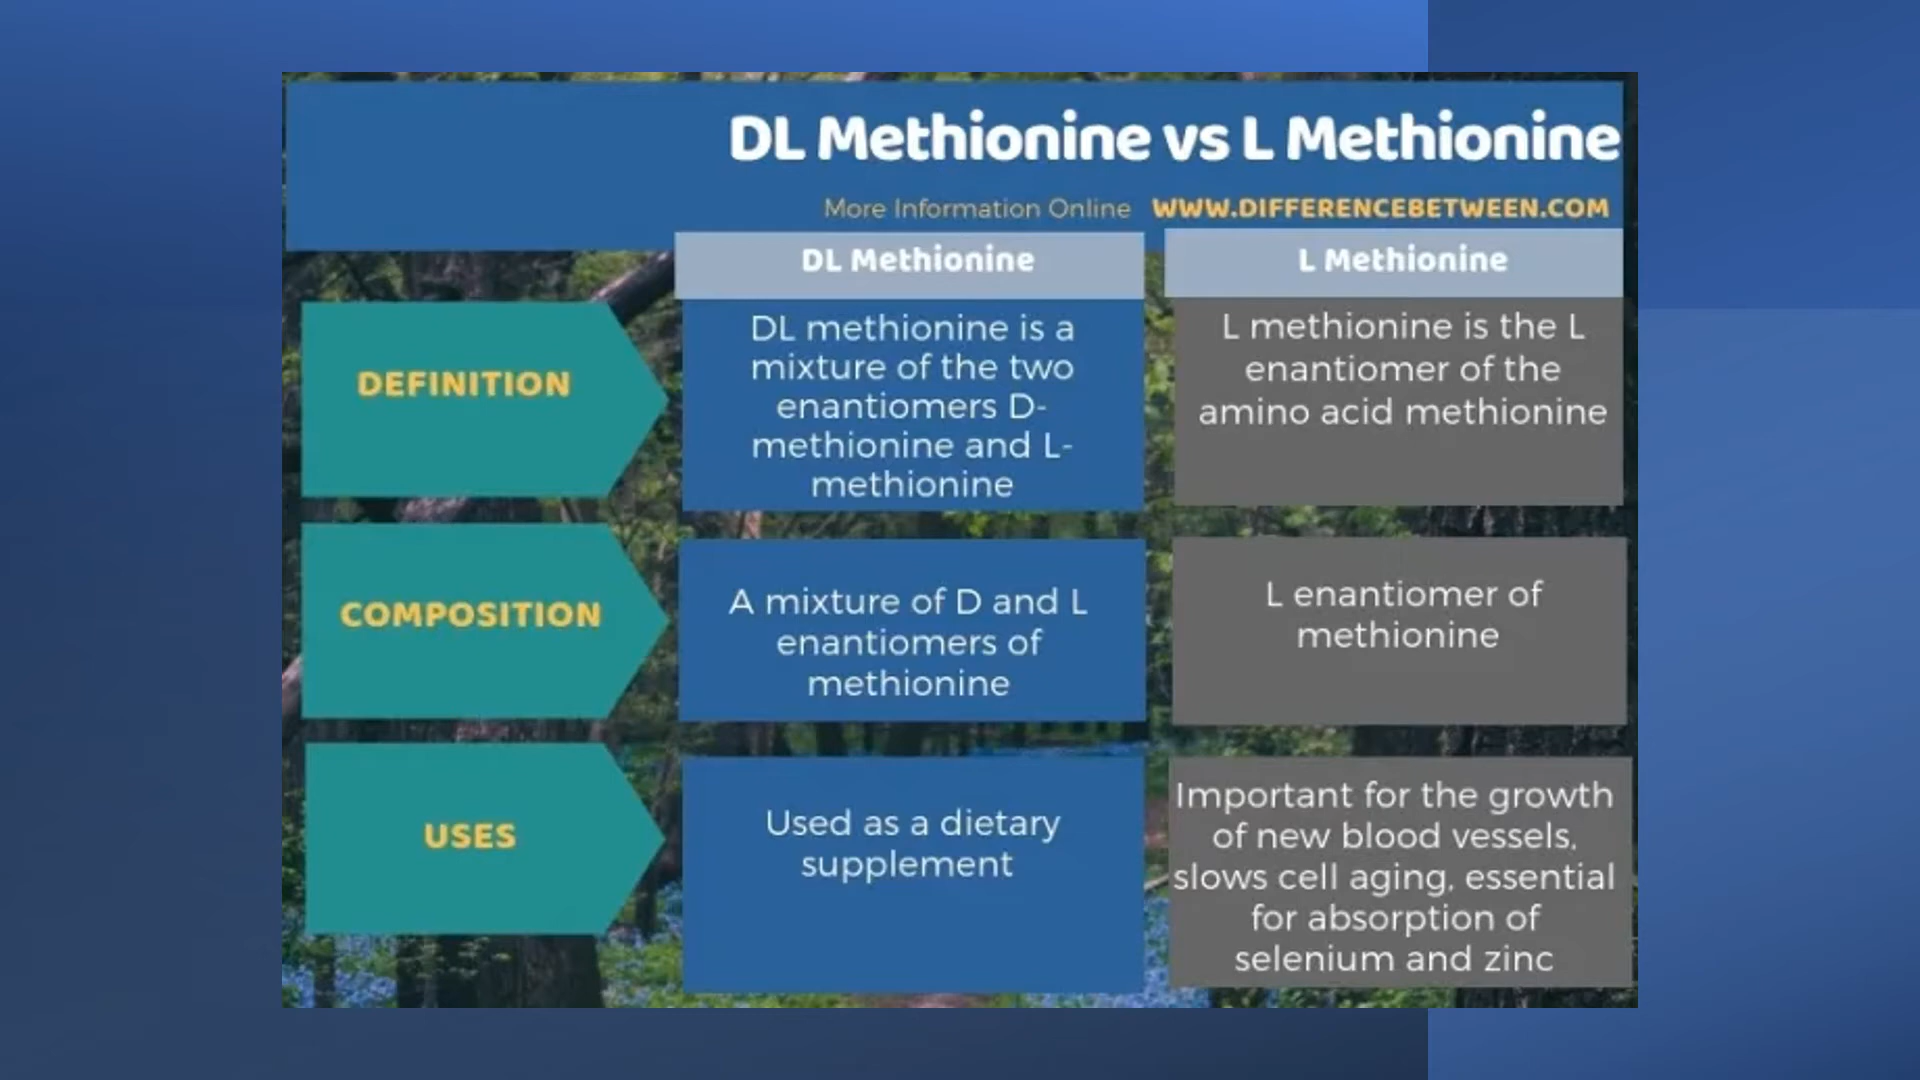 DL Methionine vs L Methionine
More Information Online WWW.DIFFERENCEBETWEEN.COM
DL Methionine
L Methionine
DEFINITION
DL methionine is a
mixture of the two
enantiomers D-
methionine and L-
methionine
L methionine is the L
enantiomer of the
amino acid methionine
COMPOSITION
A mixture of D and L
enantiomers of
methionine
L enantiomer of
methionine
USES
Used as a dietary
supplement
Important for the growth
of new blood vessels,
slows cell aging, essential
for absorption of
selenium and zinc